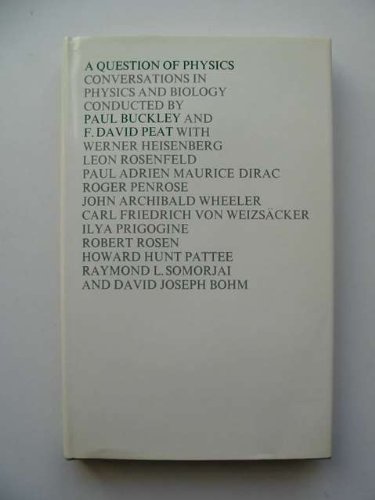 A QUESTION OF PHYSICS
CONVERSATIONS IN
PHYSICS AND BIOLOGY
CONDUCTED BY
PAUL BUCKLEY AND
F. DAVID PEAT WITH
WERNER HEISENBERG
LEON ROSENFELD
PAUL ADRIEN MAURICE DIRAC
ROGER PENROSE
JOHN ARCHIBALD WHEELER
CARL FRIEDRICH VON WEIZSÄCKER
ILYA PRIGOGINE
ROBERT ROSEN
HOWARD HUNT PATTEE
RAYMOND L. SOMORJAI
AND DAVID JOSEPH BOHM